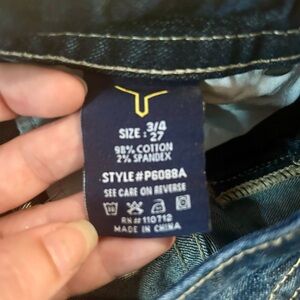 SIZE: 3/4
27
98% COTTON
2% SPANDEX
STYLE#P6088A
SEE CARE ON REVERSE
RN#110712
MADE IN CHINA